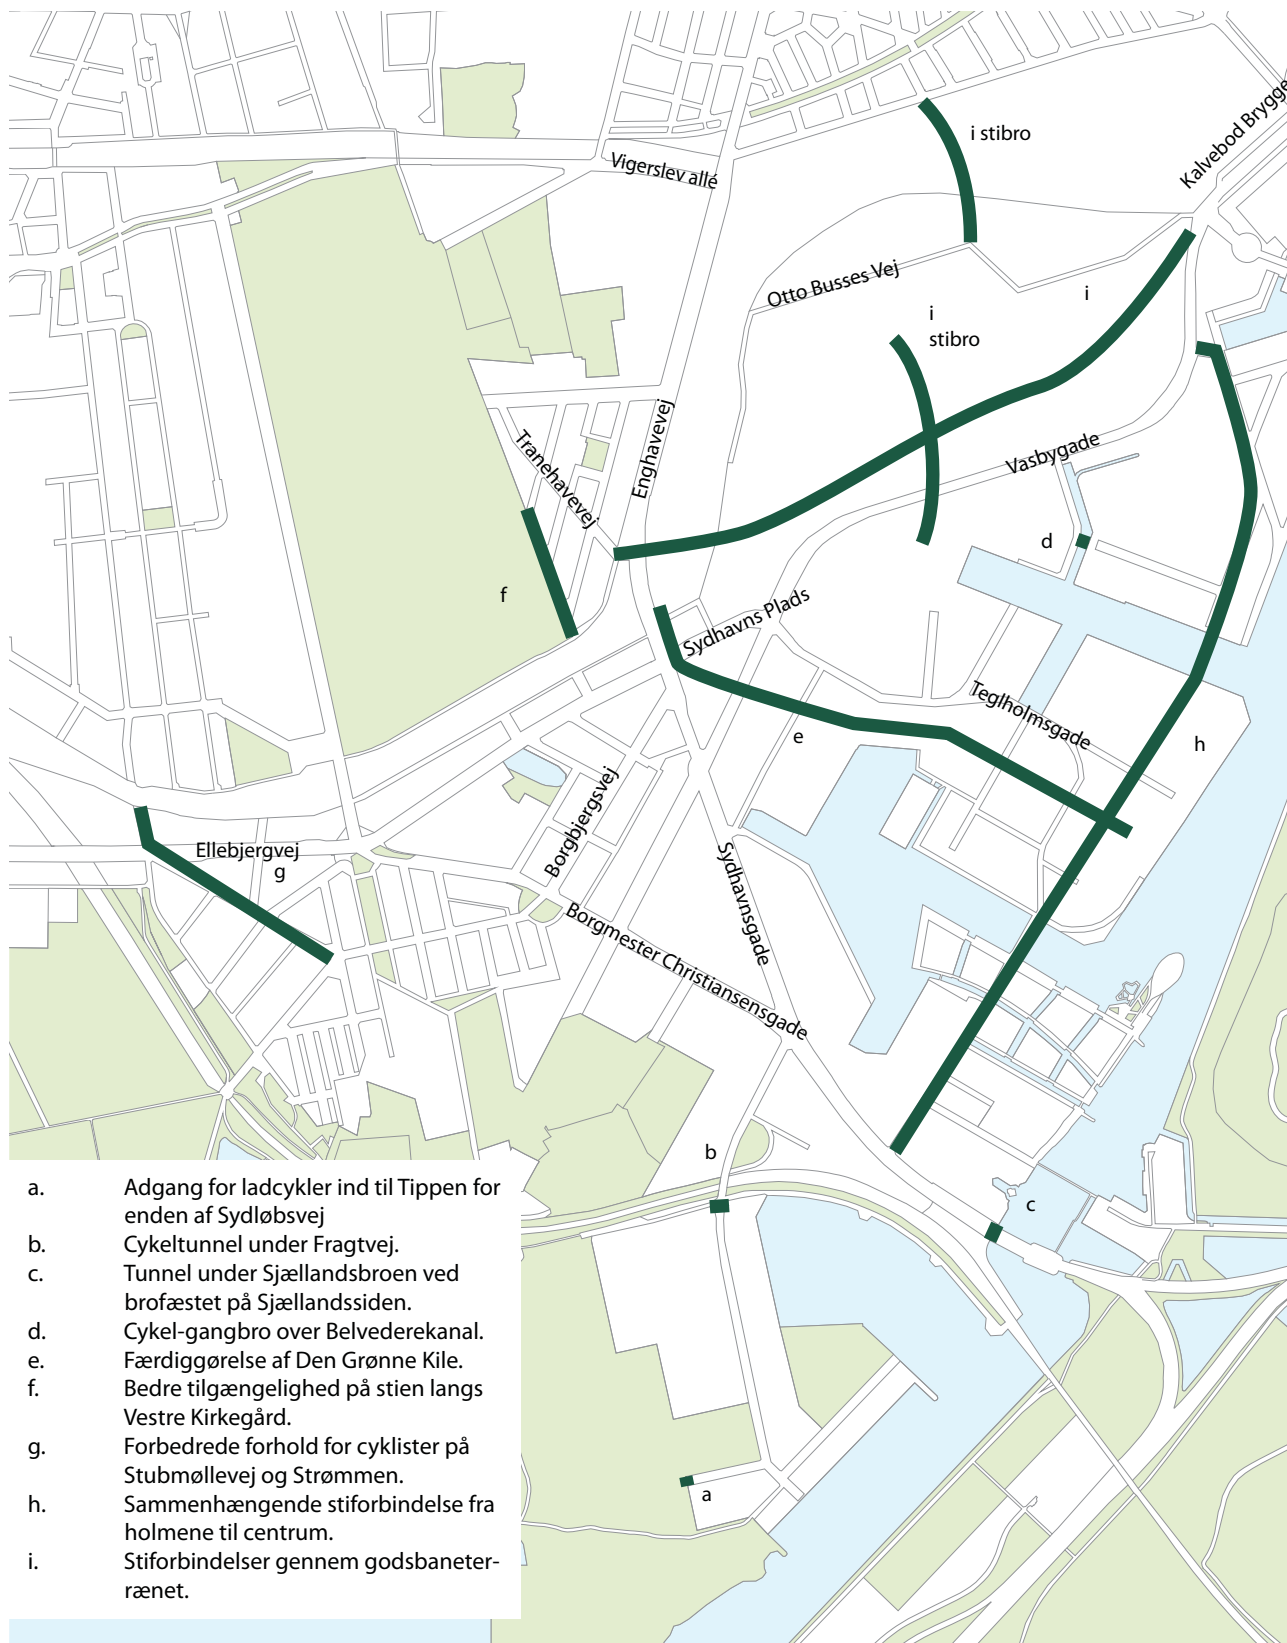 i stibro
Kalvebod Brygge
Vigerslev allé
Otto Busses Vej
i
i
stibro
Enghavevej
Tranehavevej
Vasbygade
d
f
Sydhavns Plads
Teglholmsgade
e
h
Borgbjergsvej
Ellebjergvej
g
Sydhavnsgade
Borgmester Christiansensgade
b
c
a
a. Adgang for ladcykler ind til Tippen for
enden af Sydløbsvej
b. Cykeltunnel under Fragtvej.
c. Tunnel under Sjællandsbroen ved
brofæstet på Sjællandssiden.
d. Cykel-gangbro over Belvederekanal.
e. Færdiggørelse af Den Grønne Kile.
f. Bedre tilgængelighed på stien langs
Vestre Kirkegård.
g. Forbedrede forhold for cyklister på
Stubmøllevej og Strømmen.
h. Sammenhængende stiforbindelse fra
holmene til centrum.
i. Stiforbindelser gennem godsbaneter-
rænet.